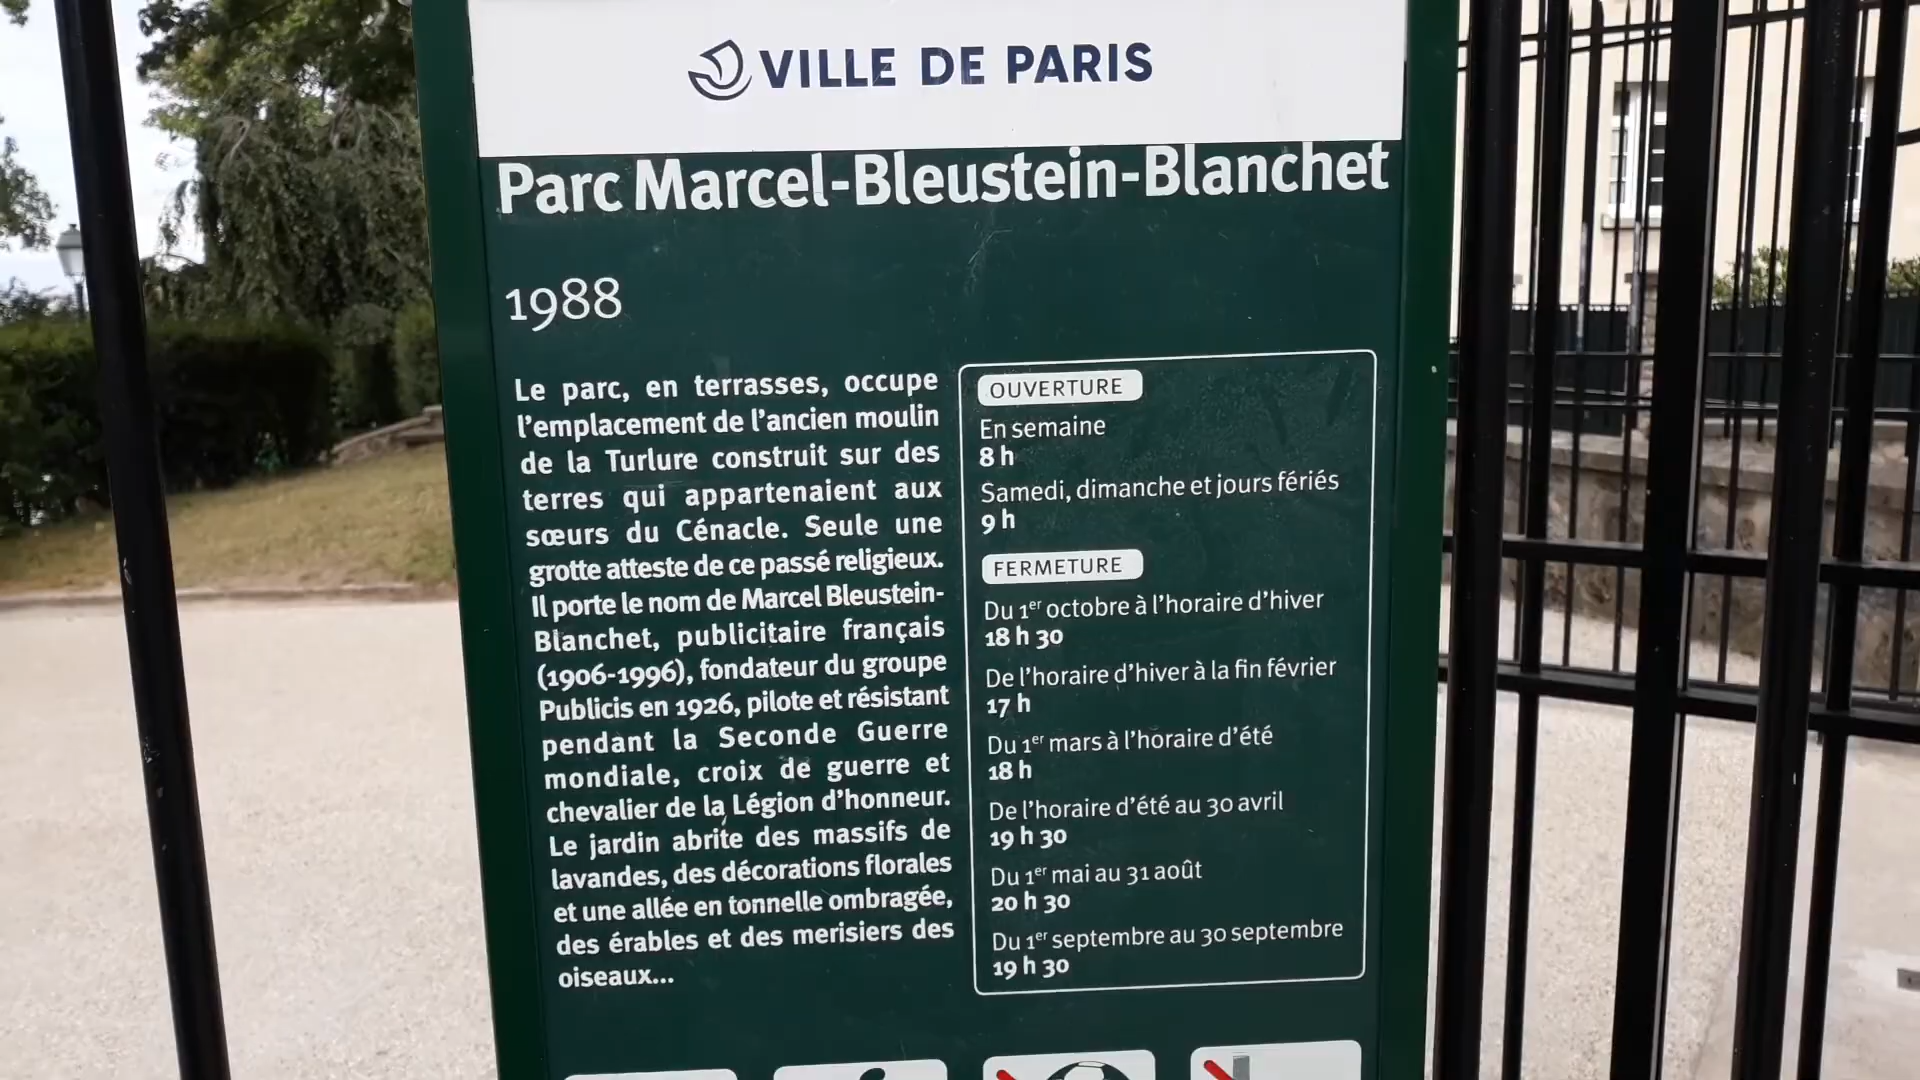 VILLE DE PARIS
Parc Marcel-Bleustein-Blanchet
1988
Le parc, en terrasses, occupe
l'emplacement de l'ancien moulin
de la Turlure construit sur des
terres qui appartenaient aux
sœurs du Cénacle. Seule une
grotte atteste de ce passé religieux.
Il porte le nom de Marcel Bleustein-
Blanchet, publicitaire français
(1906-1996), fondateur du groupe
Publicis en 1926, pilote et résistant
pendant la Seconde Guerre
mondiale, croix de guerre et
chevalier de la Légion d'honneur.
Le jardin abrite des massifs de
lavandes, des décorations florales
et une allée en tonnelle ombragée,
des érables et des merisiers des
oiseaux...
OUVERTURE
En semaine
8 h
Samedi, dimanche et jours fériés
9 h
FERMETURE
Du 1er octobre à l'horaire d'hiver
18 h 30
De l'horaire d'hiver à la fin février
17 h
Du 1er mars à l'horaire d'été
18 h
De l'horaire d'été au 30 avril
19 h 30
Du 1er mai au 31 août
20 h 30
Du 1er septembre au 30 septembre
19 h 30